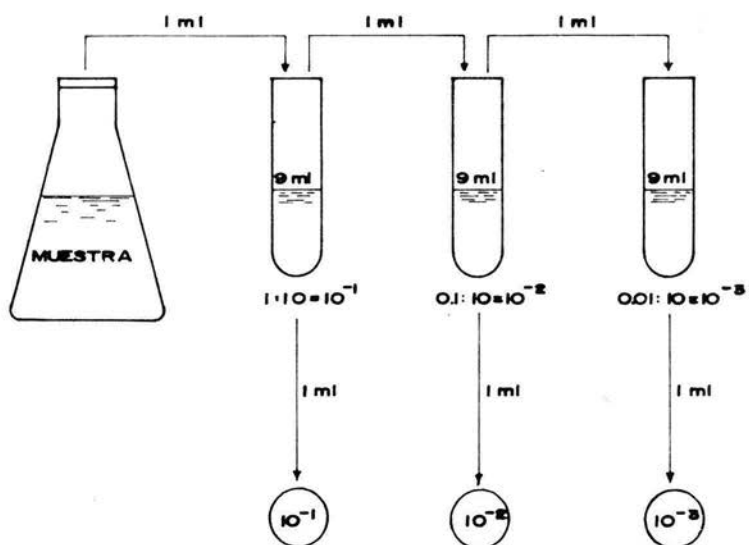 1 ml 1 ml 1 ml
9 ml 9 ml 9 ml
MUESTRA
1:10=10⁻¹ 0.1:10=10⁻² 0.01:10=10⁻³
1 ml 1 ml 1 ml
10⁻¹ 10⁻² 10⁻³